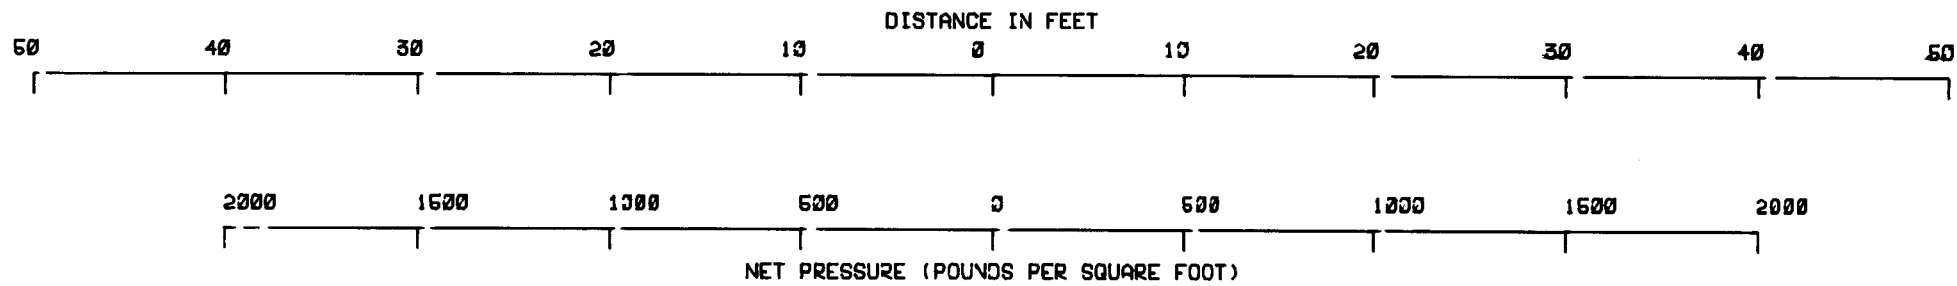 DISTANCE IN FEET
50 40 30 20 10 0 10 20 30 40 50
2000 1500 1000 500 0 500 1000 1500 2000
NET PRESSURE (POUNDS PER SQUARE FOOT)